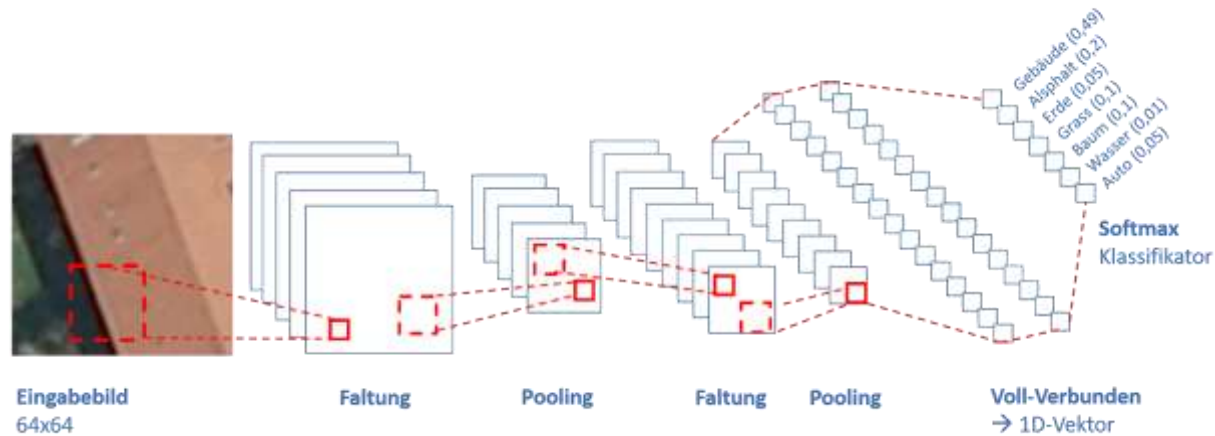 Gebäude (0,49)
Alsphalt (0,2)
Erde (0,05)
Grass (0,1)
Baum (0,1)
Wasser (0,01)
Auto (0,05)
Softmax
Klassifikator
Eingabebild
64x64
Faltung
Pooling
Faltung
Pooling
Voll-Verbunden
→ 1D-Vektor